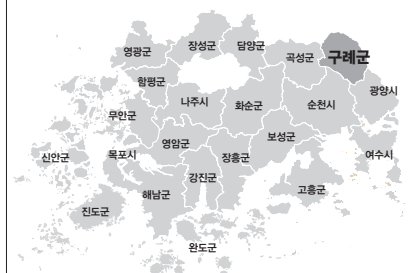 영광군
장성군
담양군
곡성군
구례군
함평군
나주시
화순군
순천시
광양시
무안군
신안군
목포시
영암군
장흥군
보성군
여수시
강진군
해남군
고흥군
진도군
완도군